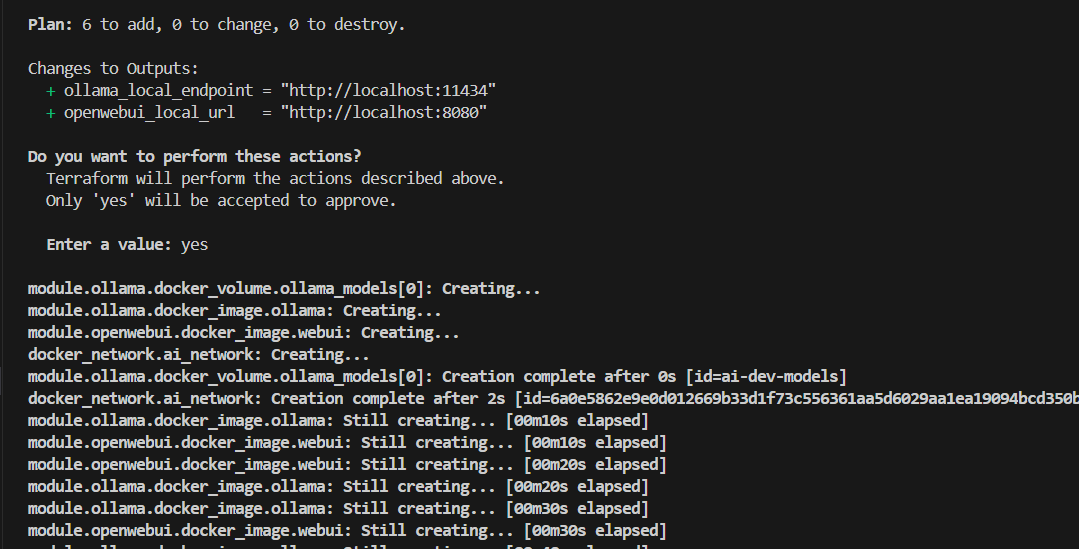 Plan: 6 to add, 0 to change, 0 to destroy.
Changes to Outputs:
+ ollama_local_endpoint = "http://localhost:11434"
+ openwebui_local_url   = "http://localhost:8080"
Do you want to perform these actions?
Terraform will perform the actions described above.
Only 'yes' will be accepted to approve.
Enter a value: yes
module.ollama.docker_volume.ollama_models[0]: Creating...
module.ollama.docker_image.ollama: Creating...
module.openwebui.docker_image.webui: Creating...
docker_network.ai_network: Creating...
module.ollama.docker_volume.ollama_models[0]: Creation complete after 0s [id=ai-dev-models]
docker_network.ai_network: Creation complete after 2s [id=6a0e5862e9e0d012669b33d1f73c556361aa5d6029aa1ea19094bcd350b
module.ollama.docker_image.ollama: Still creating... [00m10s elapsed]
module.openwebui.docker_image.webui: Still creating... [00m10s elapsed]
module.openwebui.docker_image.webui: Still creating... [00m20s elapsed]
module.ollama.docker_image.ollama: Still creating... [00m20s elapsed]
module.ollama.docker_image.ollama: Still creating... [00m30s elapsed]
module.openwebui.docker_image.webui: Still creating... [00m30s elapsed]